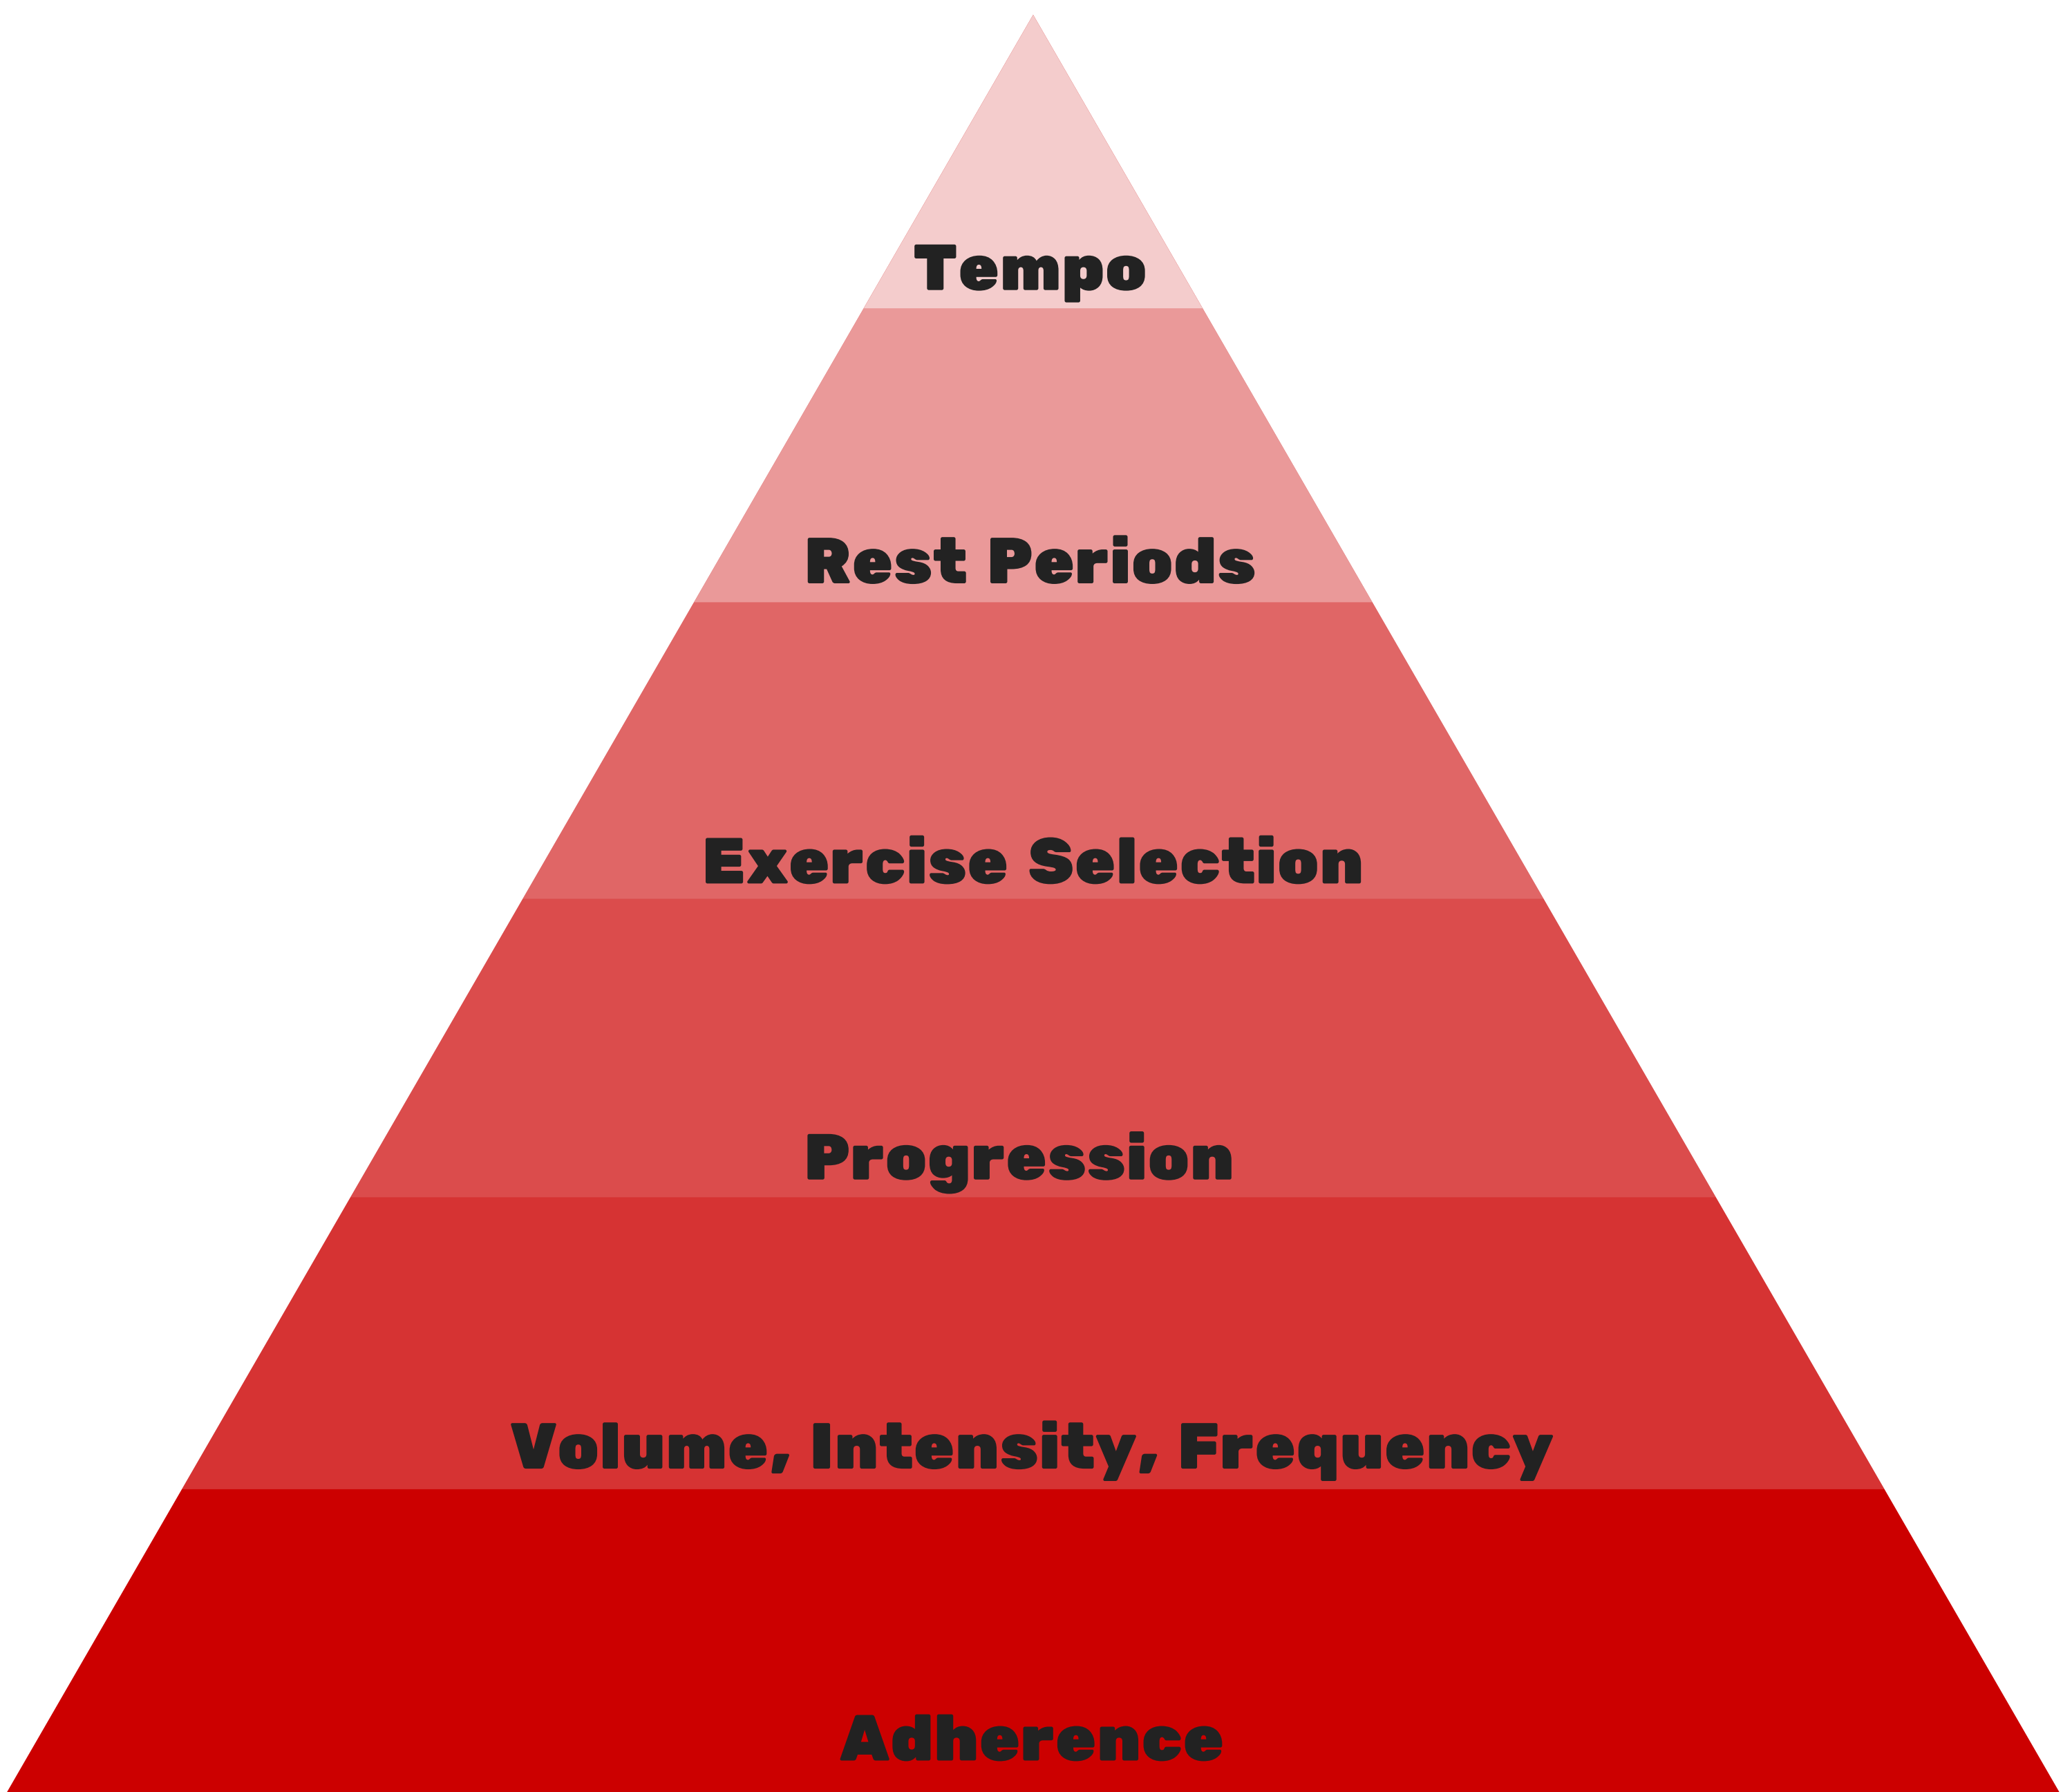 Tempo
Rest Periods
Exercise Selection
Progression
Volume, Intensity, Frequency
Adherence